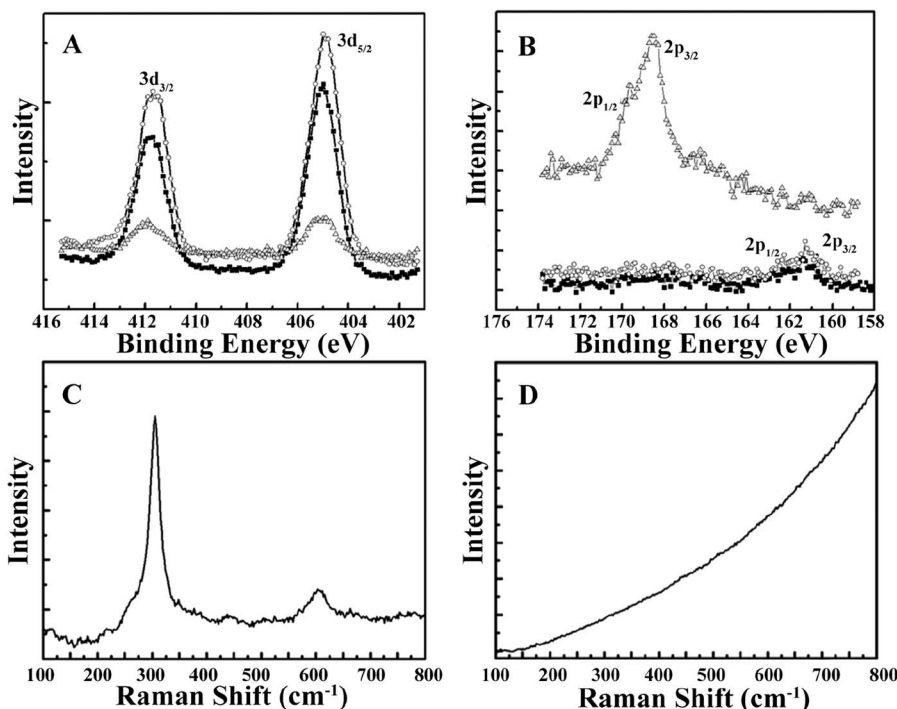 A
3d3/2
3d5/2
Intensity
416 414 412 410 408 406 404 402
Binding Energy (eV)
B
2p3/2
2p1/2
2p1/2
2p3/2
Intensity
176 174 172 170 168 166 164 162 160 158
Binding Energy (eV)
C
Intensity
100 200 300 400 500 600 700 800
Raman Shift (cm-1)
D
Intensity
100 200 300 400 500 600 700 800
Raman Shift (cm-1)